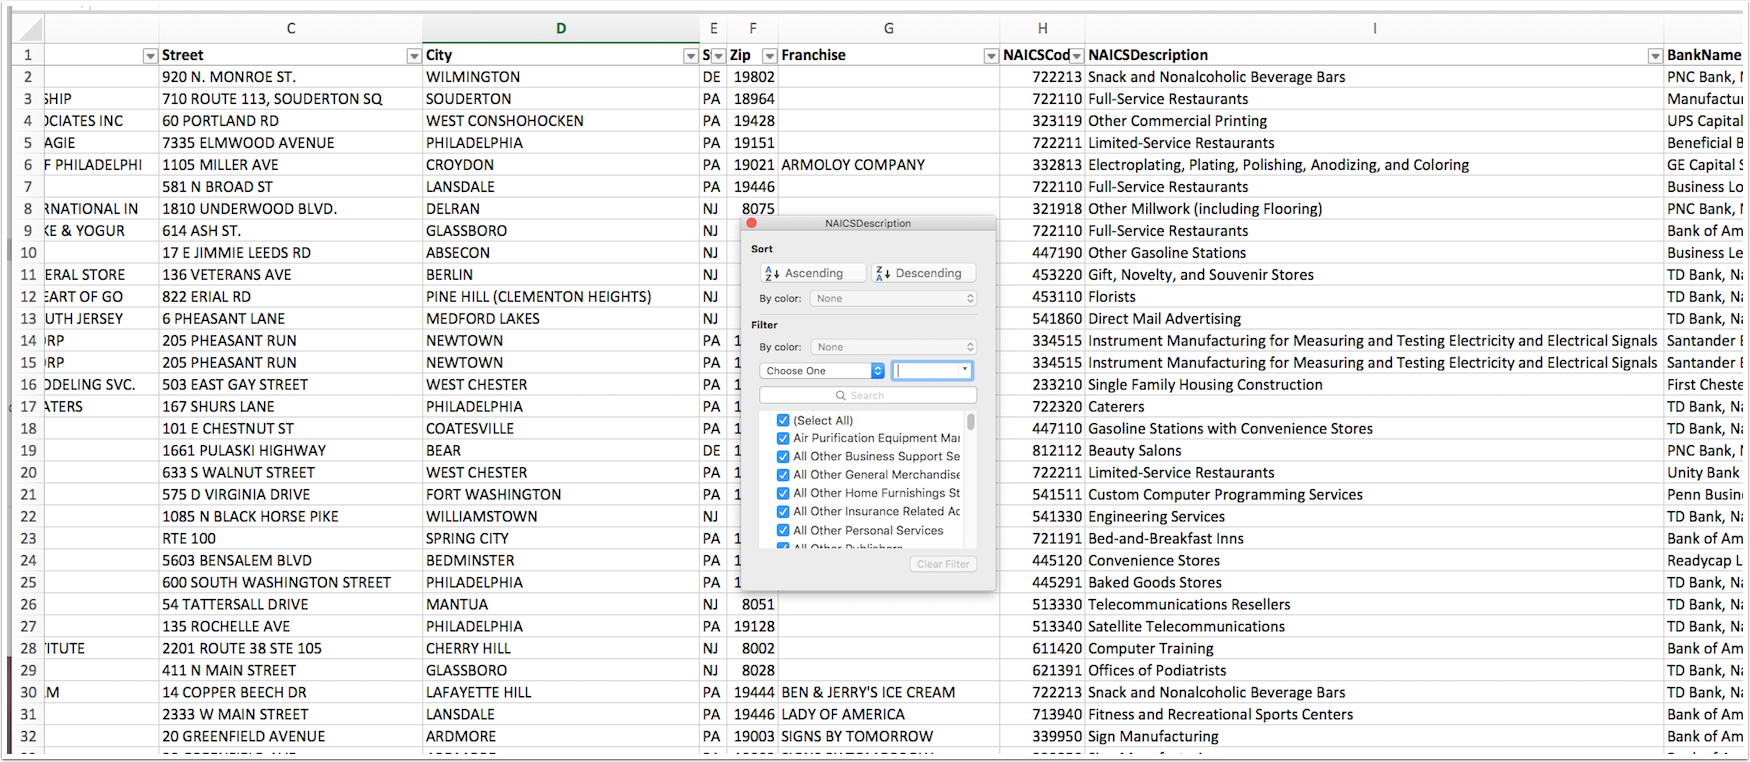 C D E F G H I
1 Street City S Zip Franchise NAICSCod NAICSDescription BankName
2 920 N. MONROE ST. WILMINGTON DE 19802 722213 Snack and Nonalcoholic Beverage Bars PNC Bank, N
3 SHIP 710 ROUTE 113, SOUDERTON SQ SOUDERTON PA 18964 722110 Full-Service Restaurants Manufactur
4 OCIATES INC 60 PORTLAND RD WEST CONSHOHOCKEN PA 19428 323119 Other Commercial Printing UPS Capital
5 AGIE 7335 ELMWOOD AVENUE PHILADELPHIA PA 19151 722211 Limited-Service Restaurants Beneficial B
6 F PHILADELPHI 1105 MILLER AVE CROYDON PA 19021 ARMOLOY COMPANY 332813 Electroplating, Plating, Polishing, Anodizing, and Coloring GE Capital S
7 581 N BROAD ST LANSDALE PA 19446 722110 Full-Service Restaurants Business Lo
8 RNATIONAL IN 1810 UNDERWOOD BLVD. DELRAN NJ 8075 321918 Other Millwork (including Flooring) PNC Bank, N
9 KE & YOGUR 614 ASH ST. GLASSBORO NJ 722110 Full-Service Restaurants Bank of Am
10 17 E JIMMIE LEEDS RD ABSECON NJ 447190 Other Gasoline Stations Business Le
11 ERAL STORE 136 VETERANS AVE BERLIN NJ 453220 Gift, Novelty, and Souvenir Stores TD Bank, Na
12 EART OF GO 822 ERIAL RD PINE HILL (CLEMENTON HEIGHTS) NJ 453110 Florists TD Bank, Na
13 UTH JERSEY 6 PHEASANT LANE MEDFORD LAKES NJ 541860 Direct Mail Advertising TD Bank, Na
14 ORP 205 PHEASANT RUN NEWTOWN PA 1 334515 Instrument Manufacturing for Measuring and Testing Electricity and Electrical Signals Santander B
15 ORP 205 PHEASANT RUN NEWTOWN PA 1 334515 Instrument Manufacturing for Measuring and Testing Electricity and Electrical Signals Santander B
16 ODELING SVC. 503 EAST GAY STREET WEST CHESTER PA 1 233210 Single Family Housing Construction First Cheste
17 ATERS 167 SHURS LANE PHILADELPHIA PA 1 722320 Caterers TD Bank, Na
18 101 E CHESTNUT ST COATESVILLE PA 1 447110 Gasoline Stations with Convenience Stores TD Bank, Na
19 1661 PULASKI HIGHWAY BEAR DE 1 812112 Beauty Salons PNC Bank, N
20 633 S WALNUT STREET WEST CHESTER PA 1 722211 Limited-Service Restaurants Unity Bank
21 575 D VIRGINIA DRIVE FORT WASHINGTON PA 1 541511 Custom Computer Programming Services Penn Busin
22 1085 N BLACK HORSE PIKE WILLIAMSTOWN NJ 541330 Engineering Services Bank of Am
23 RTE 100 SPRING CITY PA 1 721191 Bed-and-Breakfast Inns Bank of Am
24 5603 BENSALEM BLVD BEDMINSTER PA 1 445120 Convenience Stores Readycap L
25 600 SOUTH WASHINGTON STREET PHILADELPHIA PA 1 445291 Baked Goods Stores TD Bank, Na
26 54 TATTERSALL DRIVE MANTUA NJ 8051 513330 Telecommunications Resellers TD Bank, Na
27 135 ROCHELLE AVE PHILADELPHIA PA 19128 513340 Satellite Telecommunications TD Bank, Na
28 TITUTE 2201 ROUTE 38 STE 105 CHERRY HILL NJ 8002 611420 Computer Training Bank of Am
29 411 N MAIN STREET GLASSBORO NJ 8028 621391 Offices of Podiatrists TD Bank, Na
30 M 14 COPPER BEECH DR LAFAYETTE HILL PA 19444 BEN & JERRY'S ICE CREAM 722213 Snack and Nonalcoholic Beverage Bars TD Bank, Na
31 2333 W MAIN STREET LANSDALE PA 19446 LADY OF AMERICA 713940 Fitness and Recreational Sports Centers Bank of Am
32 20 GREENFIELD AVENUE ARDMORE PA 19003 SIGNS BY TOMORROW 339950 Sign Manufacturing Bank of Am
NAICSDescription
Sort
Ascending Descending
By color: None
Filter
By color: None
Choose One
Search
(Select All)
Air Purification Equipment Mar
All Other Business Support Se
All Other General Merchandise
All Other Home Furnishings St
All Other Insurance Related Ac
All Other Personal Services
All Other Publishers
Clear Filter